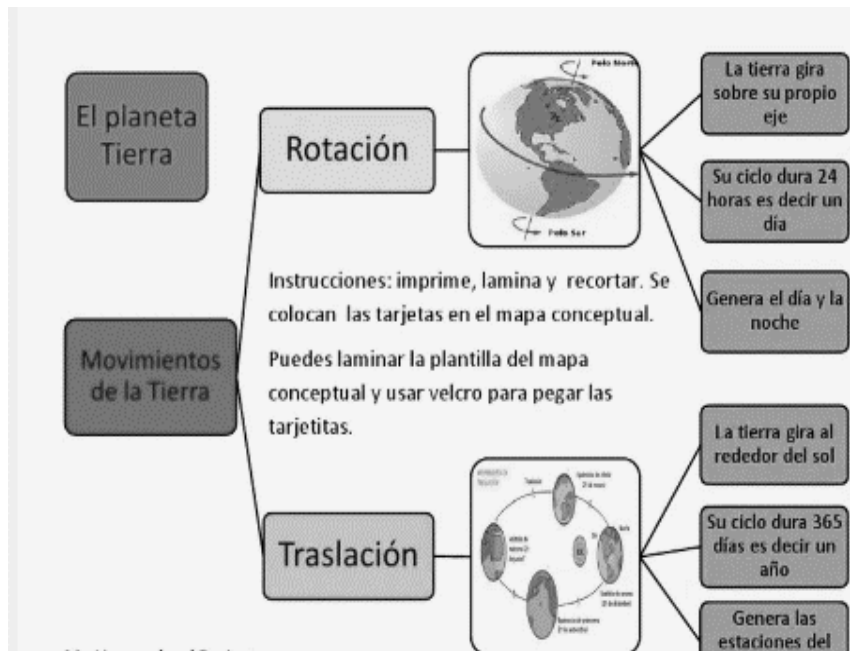 El planeta
Tierra
Rotación
Polo Norte
Polo Sur
La tierra gira
sobre su propio
eje
Su ciclo dura 24
horas es decir un
día
Genera el día y la
noche
Instrucciones: imprime, lamina y recortar. Se
colocan las tarjetas en el mapa conceptual.
Puedes laminar la plantilla del mapa
conceptual y usar velcro para pegar las
tarjetitas.
Movimientos
de la Tierra
Traslación
La tierra gira al
rededor del sol
Su ciclo dura 365
días es decir un
año
Genera las
estaciones del